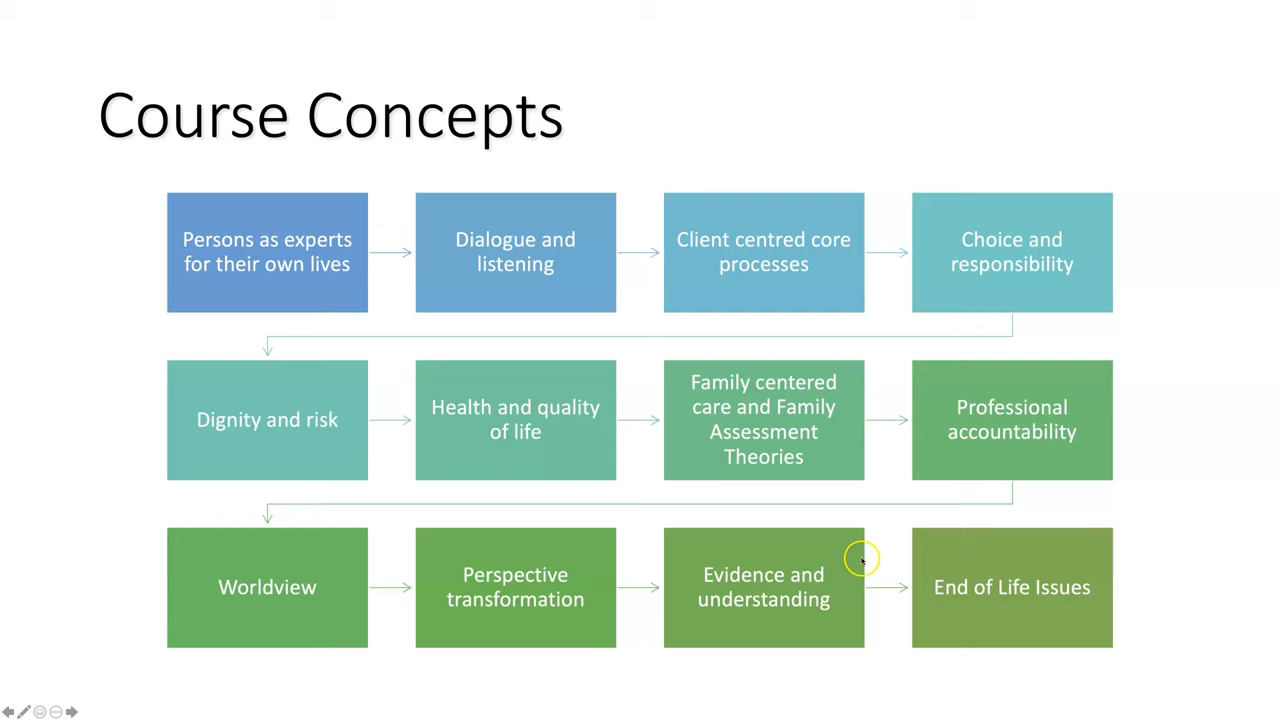 Course Concepts
Persons as experts
for their own lives
Dialogue and
listening
Client centred core
processes
Choice and
responsibility
Dignity and risk
Health and quality
of life
Family centered
care and Family
Assessment
Theories
Professional
accountability
Worldview
Perspective
transformation
Evidence and
understanding
End of Life Issues